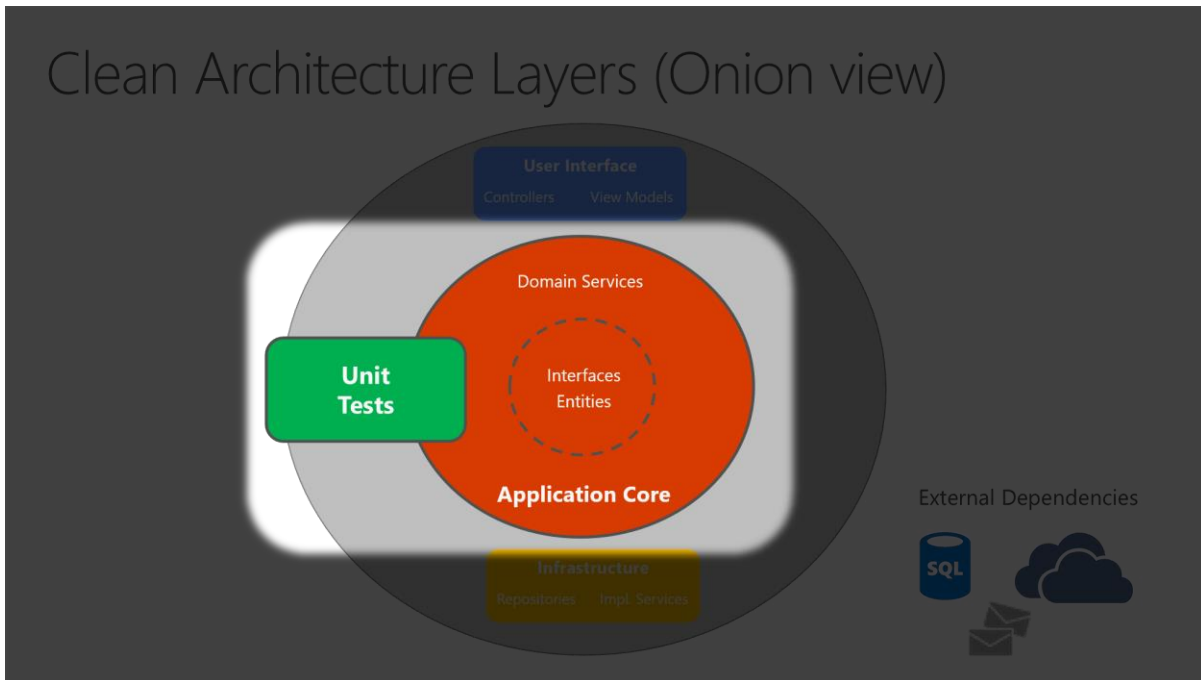 Clean Architecture Layers (Onion view)
User Interface
Controllers View Models
Domain Services
Interfaces
Entities
Unit
Tests
Application Core
External Dependencies
SQL
Infrastructure
Repositories Impl. Services